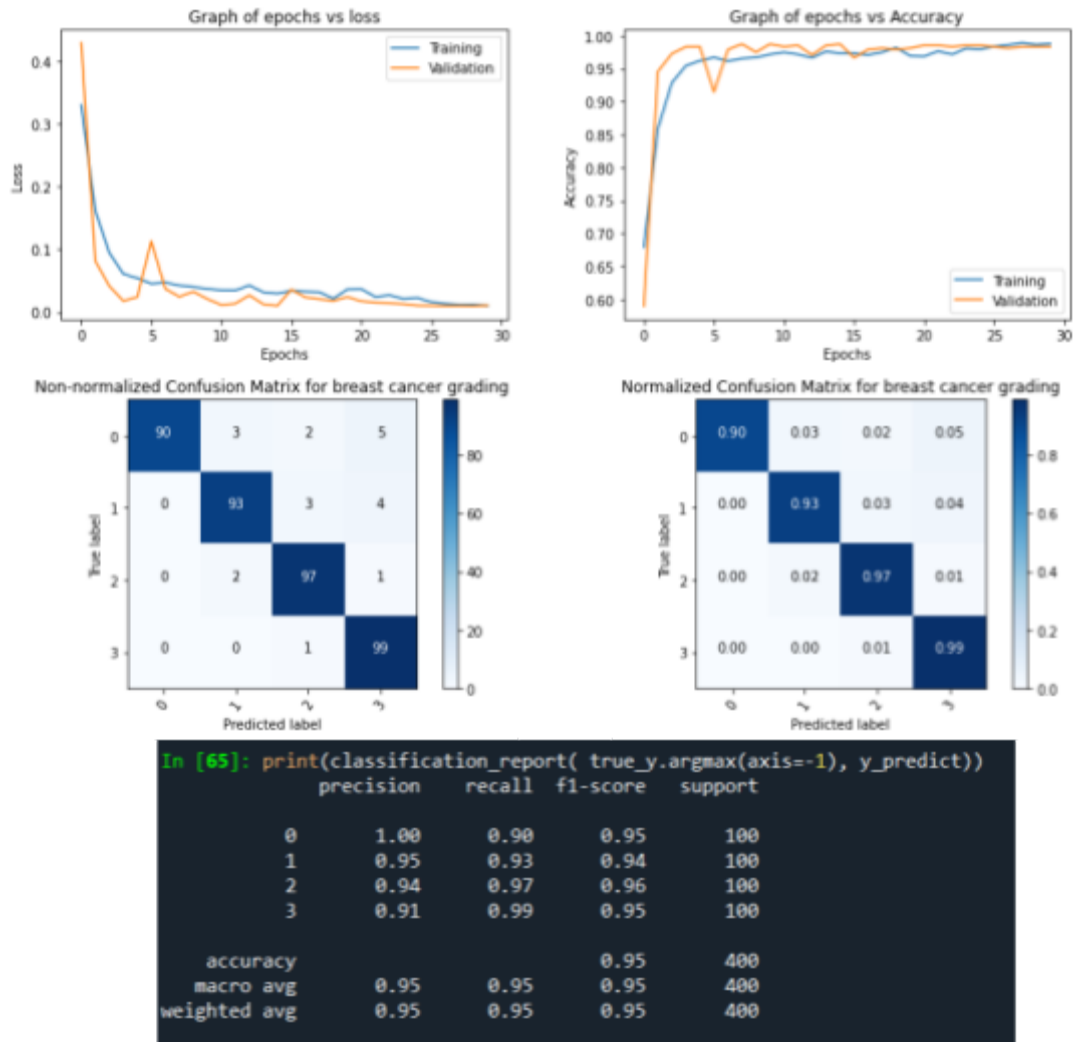 Graph of epochs vs loss
Training
Validation
0.4
0.3
0.2
0.1
0.0
Loss
0 5 10 15 20 25 30
Epochs
Graph of epochs vs Accuracy
1.00
0.95
0.90
0.85
0.80
0.75
0.70
0.65
0.60
Accuracy
Training
Validation
0 5 10 15 20 25 30
Epochs
Non-normalized Confusion Matrix for breast cancer grading
0 90 3 2 5
1 0 93 3 4
2 0 2 97 1
3 0 0 1 99
True label
0 1 2 3
Predicted label
80
60
40
20
0
Normalized Confusion Matrix for breast cancer grading
0 0.90 0.03 0.02 0.05
1 0.00 0.93 0.03 0.04
2 0.00 0.02 0.97 0.01
3 0.00 0.00 0.01 0.99
True label
0 1 2 3
Predicted label
0.8
0.6
0.4
0.2
0.0
In [65]: print(classification_report( true_y.argmax(axis=-1), y_predict))
precision recall f1-score support
0 1.00 0.90 0.95 100
1 0.95 0.93 0.94 100
2 0.94 0.97 0.96 100
3 0.91 0.99 0.95 100
accuracy 0.95 400
macro avg 0.95 0.95 0.95 400
weighted avg 0.95 0.95 0.95 400